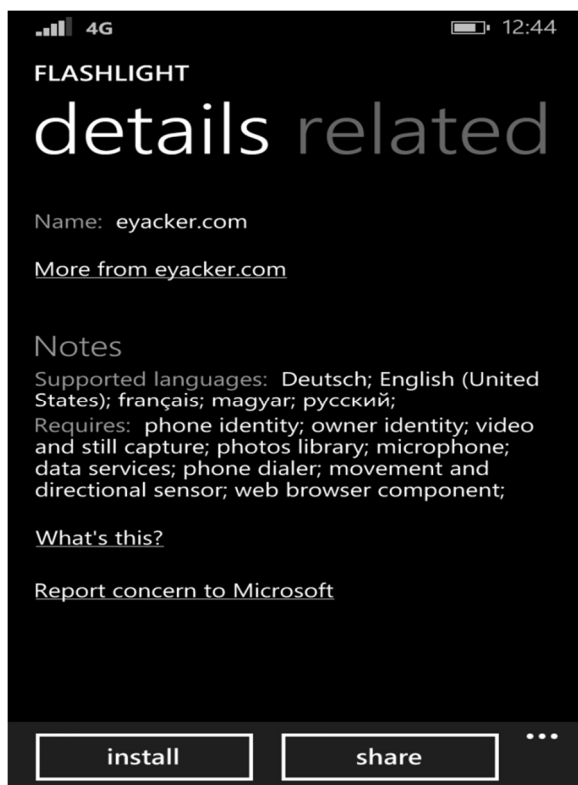 4G 12:44
FLASHLIGHT
details related
Name: eyacker.com
More from eyacker.com
Notes
Supported languages: Deutsch; English (United
States); français; magyar; русский;
Requires: phone identity; owner identity; video
and still capture; photos library; microphone;
data services; phone dialer; movement and
directional sensor; web browser component;
What's this?
Report concern to Microsoft
install share